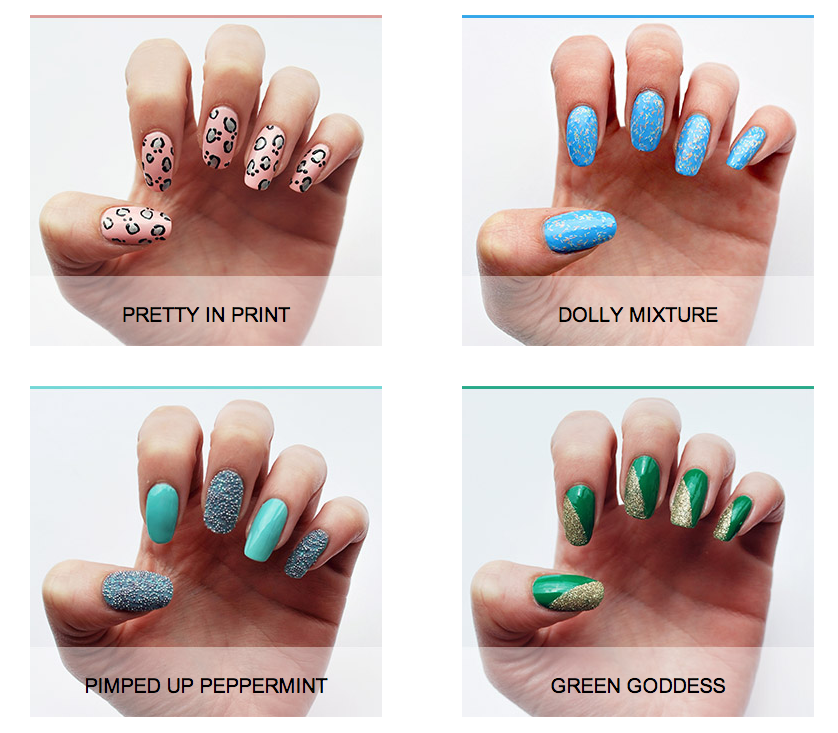 PRETTY IN PRINT
DOLLY MIXTURE
PIMPED UP PEPPERMINT
GREEN GODDESS